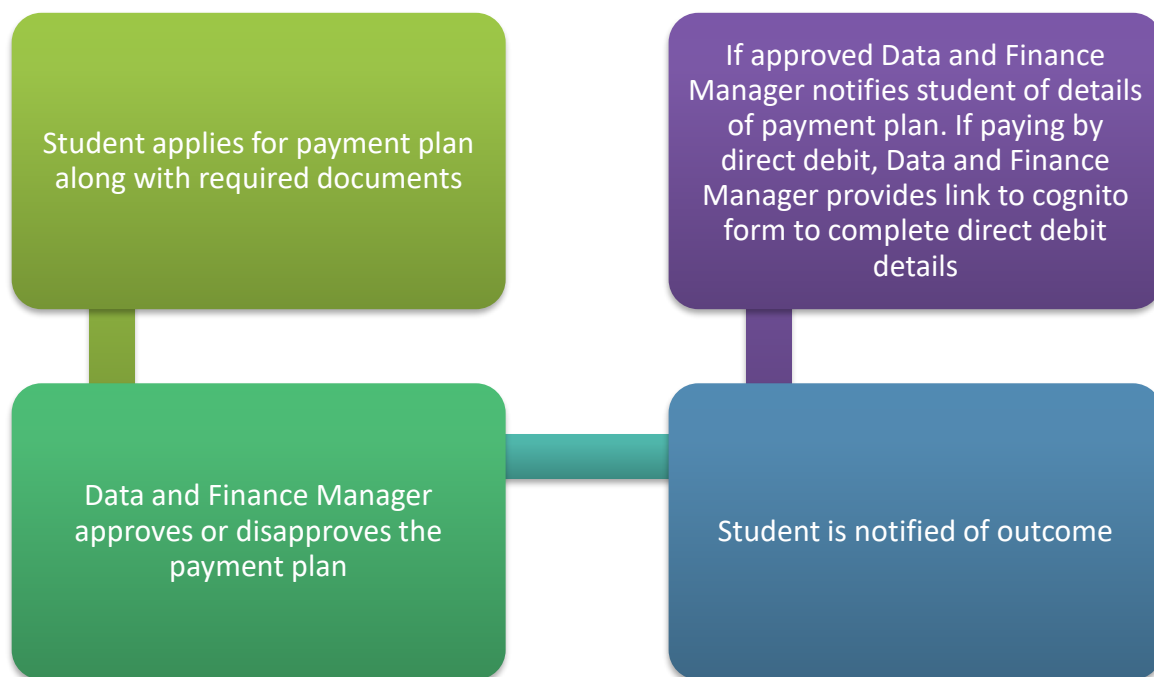 Student applies for payment plan
along with required documents
Data and Finance Manager
approves or disapproves the
payment plan
Student is notified of outcome
If approved Data and Finance
Manager notifies student of details
of payment plan. If paying by
direct debit, Data and Finance
Manager provides link to cognito
form to complete direct debit
details